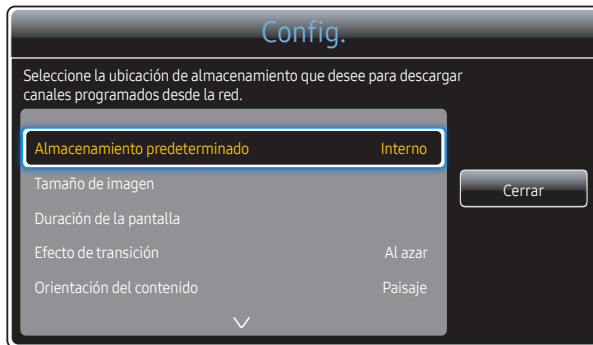 Config.
Seleccione la ubicación de almacenamiento que desee para descargar
canales programados desde la red.
Almacenamiento predeterminado Interno
Tamaño de imagen
Cerrar
Duración de la pantalla
Efecto de transición Al azar
Orientación del contenido Paisaje